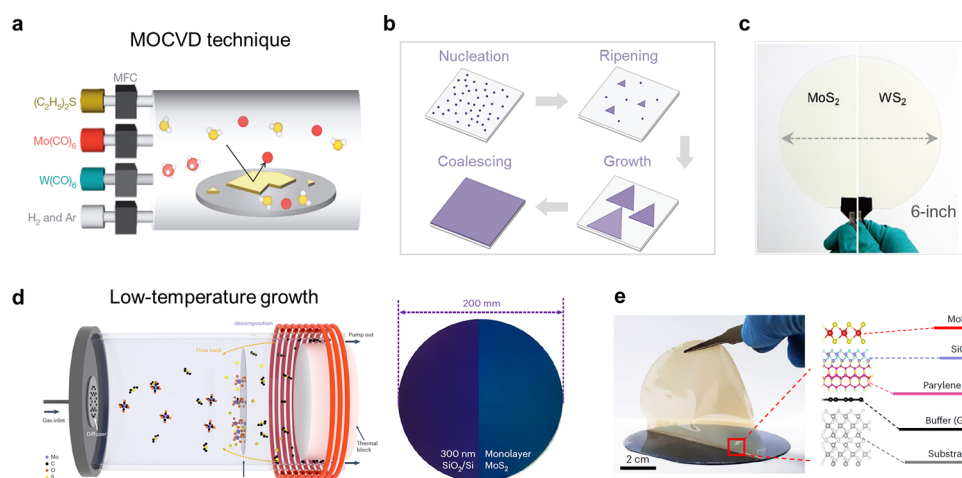 a
MOCVD technique
MFC
(C₂H₅)₂S
Mo(CO)₆
W(CO)₆
H₂ and Ar
b
Nucleation
Ripening
Coalescing
Growth
c
MoS₂
WS₂
6-inch
d
Low-temperature growth
decomposition
Pump out
Flow back
Gas inlet
Diffuser
Thermal
block
Mo
C
O
S
200 mm
300 nm
SiO₂/Si
Monolayer
MoS₂
e
2 cm
MoS
SiO
Parylene
Buffer (G
Substra